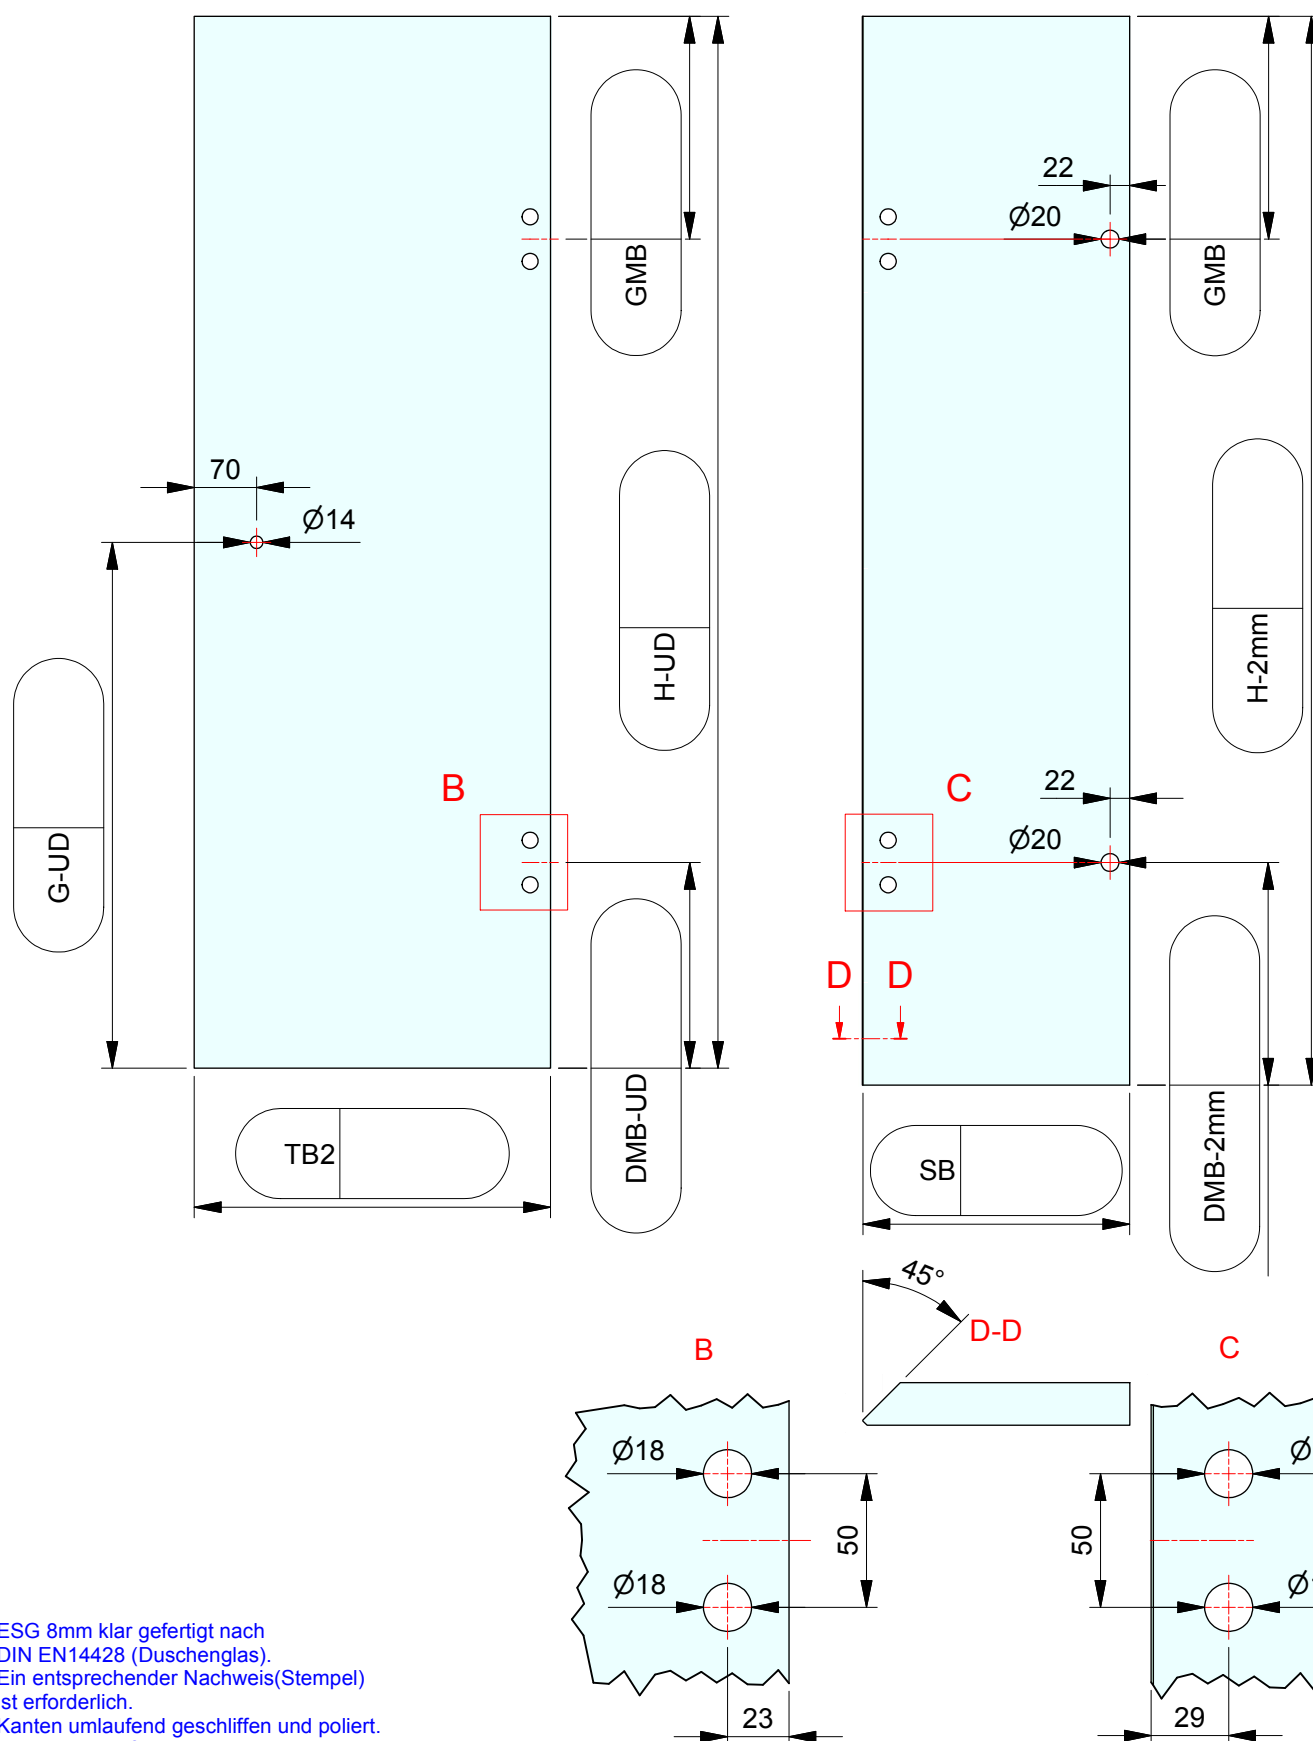 22
Ø20
GMB
GMB
70
Ø14
H-UD
H-2mm
G-UD
B
C
22
Ø20
D D
DMB-UD
DMB-2mm
TB2
SB
45°
D-D
B
C
Ø18
50
50
Ø18
23
29
ESG 8mm klar gefertigt nach
DIN EN14428 (Duschenglas).
Ein entsprechender Nachweis(Stempel)
ist erforderlich.
Kanten umlaufend geschliffen und poliert.